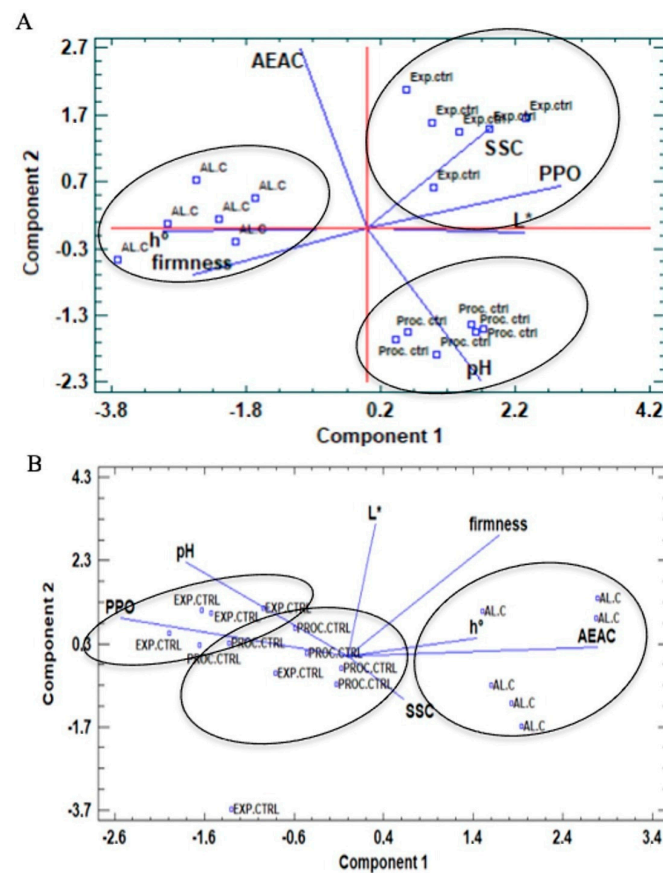 A
2.7
AEAC
Exp.ctrl
1.7
Exp.ctrl
Exp.ctrl
Exp.ctrl
Exp.ctrl
SSC
Component 2
0.7
AL.C
Exp.ctrl
PPO
AL.C
AL.C
AL.C
AL.C
L*
h°
-0.3
AL.C
firmness
Proc. ctrl
Proc. ctrl
Proc. ctrl
-1.3
Proc. ctrl
Proc. ctrl
Proc. ctrl
pH
-2.3
-3.8 -1.8 0.2 2.2 4.2
Component 1
B
4.3
L*
firmness
2.3
pH
PPO
EXP.CTRL
EXP.CTRL
EXP.CTRL
AL.C
AL.C
AL.C
Component 2
EXP.CTRL
PROC.CTRL
h°
AEAC
0.3
PROC.CTRL
PROC.CTRL
PROC.CTRL
PROC.CTRL
EXP.CTRL
PROC.CTRL
AL.C
SSC
AL.C
-1.7
AL.C
-3.7
EXP.CTRL
-2.6 -1.6 -0.6 0.4 1.4 2.4 3.4
Component 1